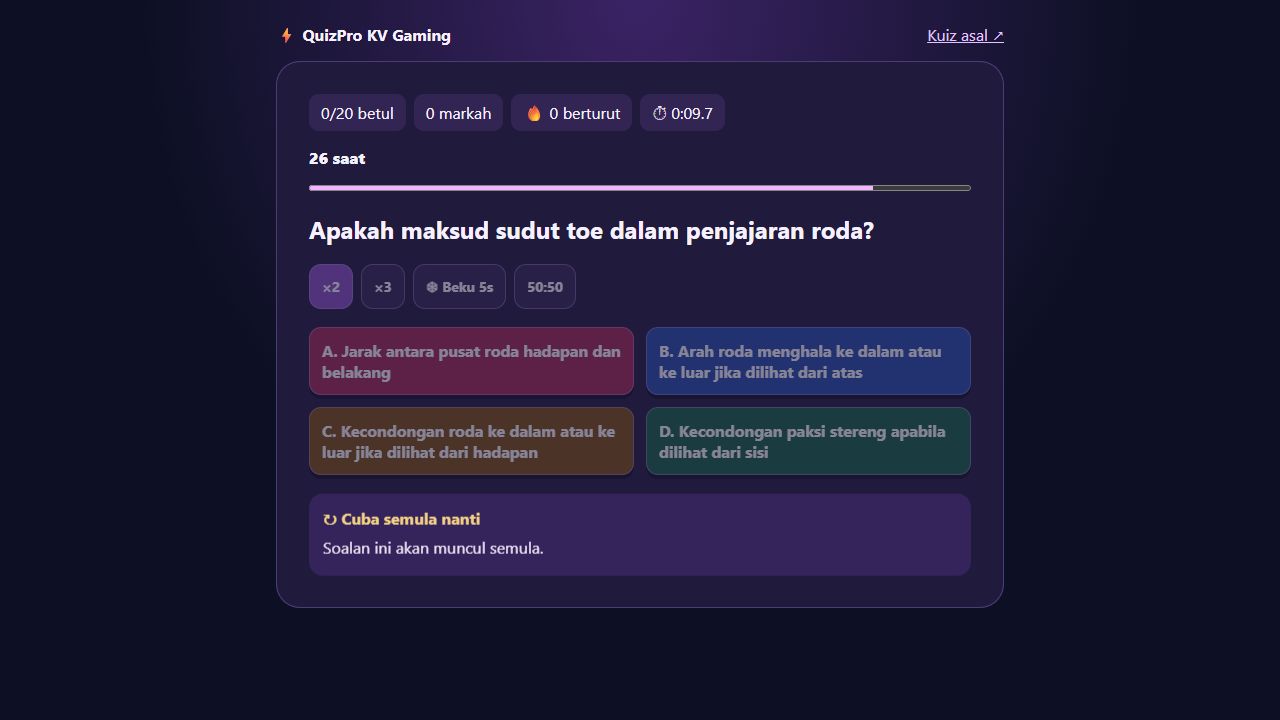 ⚡ QuizPro KV Gaming
Kuiz asal ↗
0/20 betul
0 markah
🔥 0 berturut
⏱ 0:09.7
26 saat
Apakah maksud sudut toe dalam penjajaran roda?
×2
×3
❄ Beku 5s
50:50
A. Jarak antara pusat roda hadapan dan
belakang
B. Arah roda menghala ke dalam atau
ke luar jika dilihat dari atas
C. Kecondongan roda ke dalam atau ke
luar jika dilihat dari hadapan
D. Kecondongan paksi stereng apabila
dilihat dari sisi
↻ Cuba semula nanti
Soalan ini akan muncul semula.